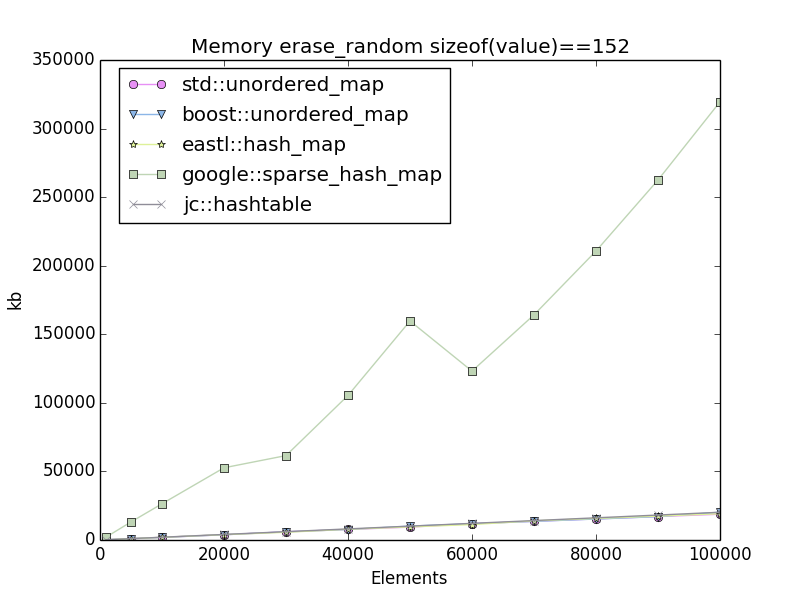 Memory erase_random sizeof(value)==152
350000
300000
250000
200000
150000
100000
50000
0
kb
std::unordered_map
boost::unordered_map
eastl::hash_map
google::sparse_hash_map
jc::hashtable
0 20000 40000 60000 80000 100000
Elements